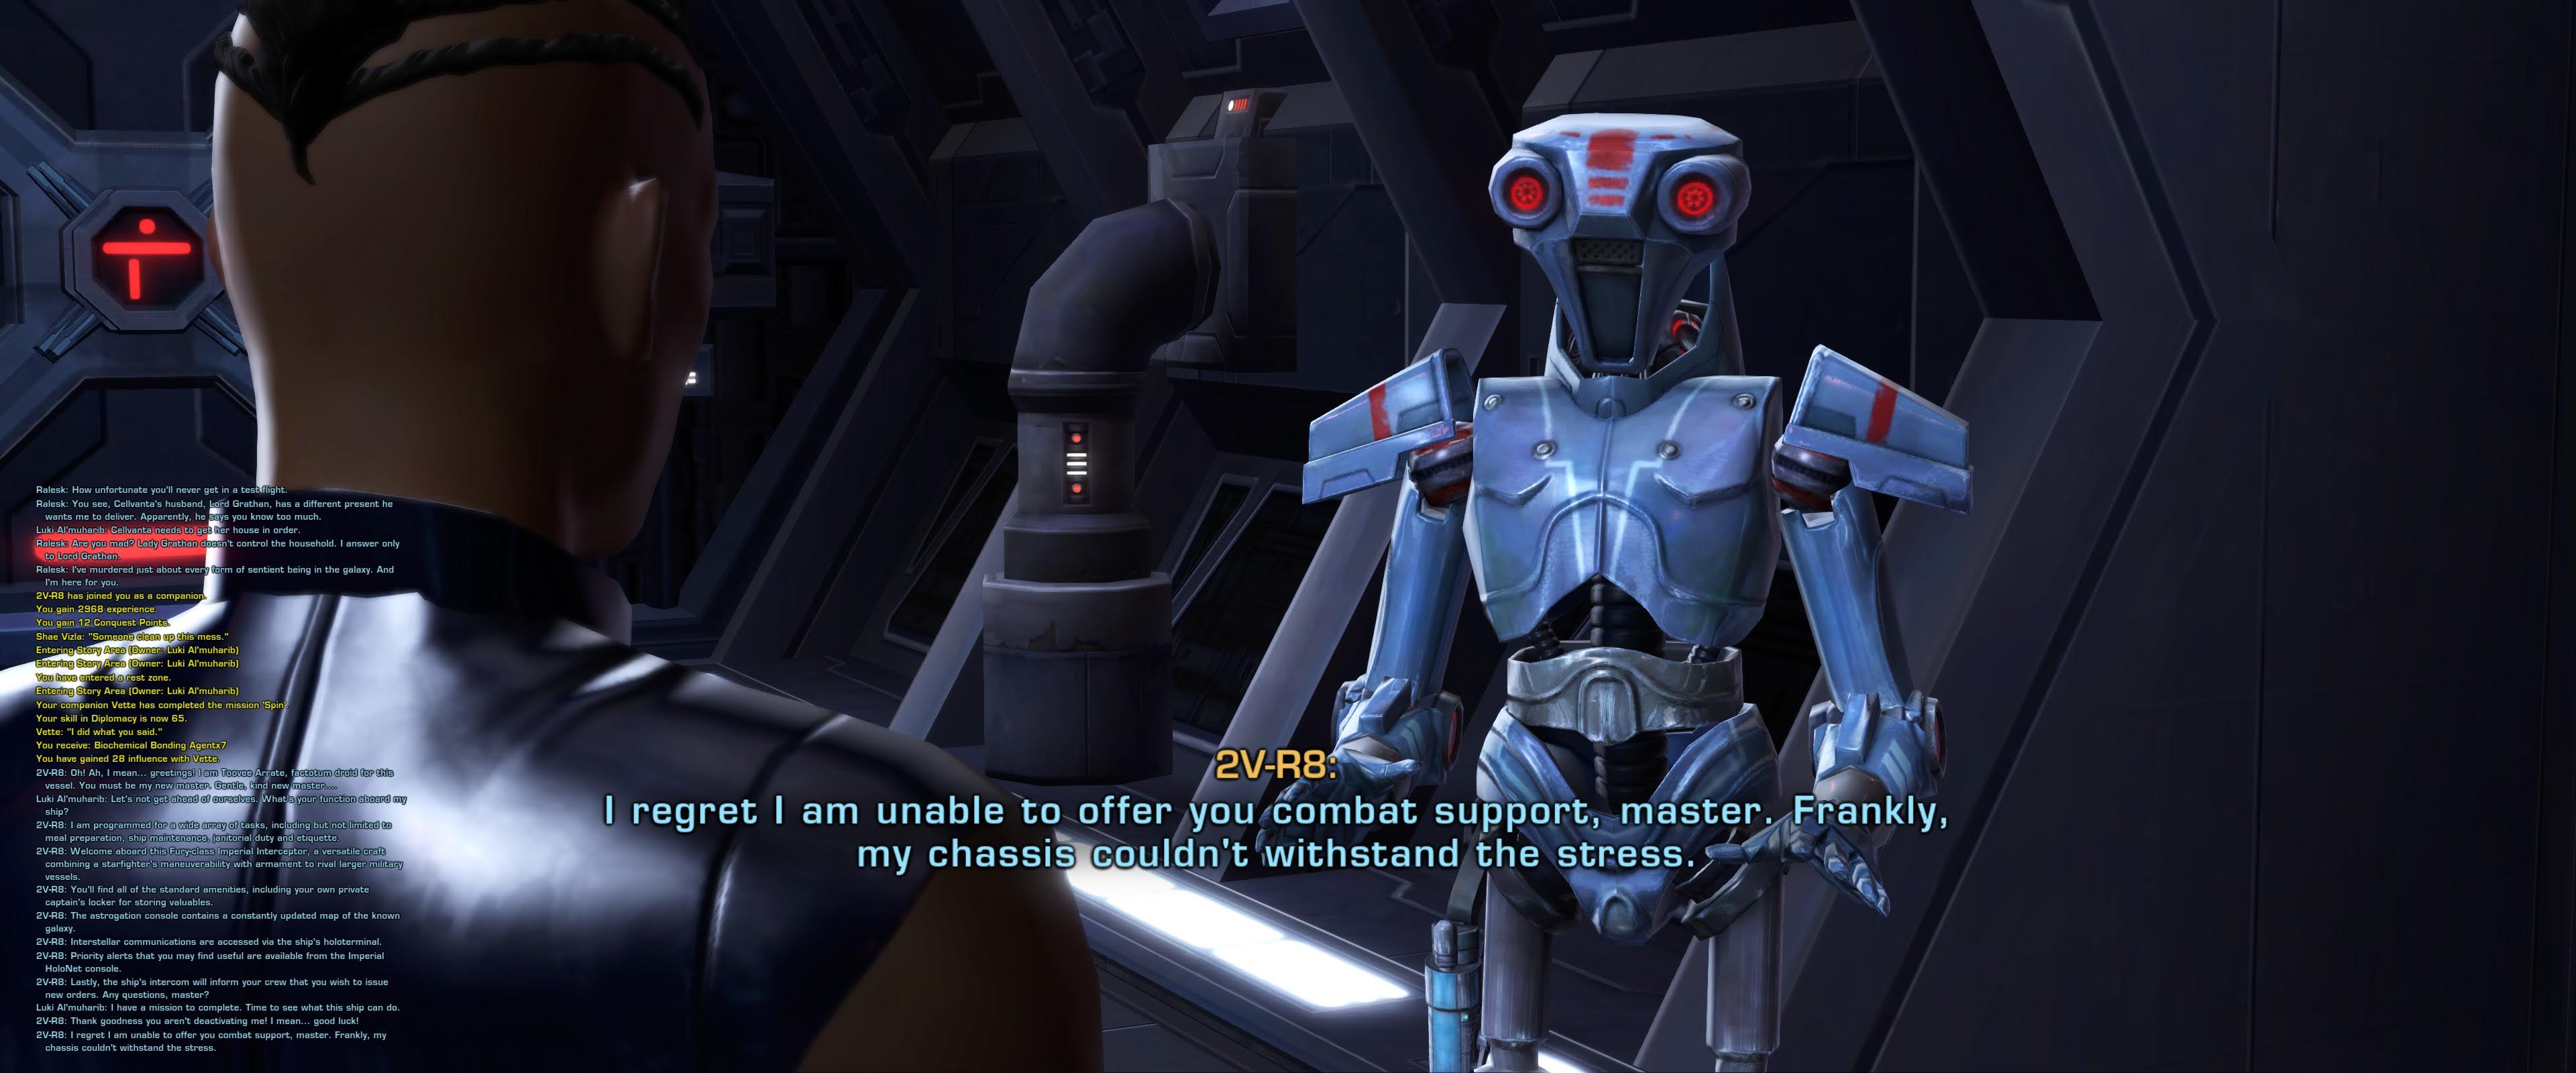 Ralesk: How unfortunate you'll never get in a test flight.
Ralesk: You see, Cellvanta's husband, Lord Grathan, has a different present he
wants me to deliver. Apparently, he says you know too much.
Luki Al'muharib: Cellvanta needs to get her house in order.
Ralesk: Are you mad? Lady Grathan doesn't control the household. I answer only
to Lord Grathan.
Ralesk: I've murdered just about every form of sentient being in the galaxy. And
I'm here for you.
2V-R8 has joined you as a companion.
You gain 2968 experience.
You gain 12 Conquest Points.
Shae Vizla: "Someone clean up this mess."
Entering Story Area (Owner: Luki Al'muharib)
Entering Story Area (Owner: Luki Al'muharib)
You have entered a rest zone.
Entering Story Area (Owner: Luki Al'muharib)
Your companion Vette has completed the mission 'Spin'.
Your skill in Diplomacy is now 65.
Vette: "I did what you said."
You receive: Biochemical Bonding Agentx7
You have gained 28 influence with Vette.
2V-R8: Oh! Ah, I mean... greetings! I am Toovee Arrate, factotum droid for this
vessel. You must be my new master. Gentle, kind new master....
Luki Al'muharib: Let's not get ahead of ourselves. What's your function aboard my
ship?
2V-R8: I am programmed for a wide array of tasks, including but not limited to
meal preparation, ship maintenance, janitorial duty and etiquette.
2V-R8: Welcome aboard this Fury-class Imperial Interceptor, a versatile craft
combining a starfighter's maneuverability with armament to rival larger military
vessels.
2V-R8: You'll find all of the standard amenities, including your own private
captain's locker for storing valuables.
2V-R8: The astrogation console contains a constantly updated map of the known
galaxy.
2V-R8: Interstellar communications are accessed via the ship's holoterminal.
2V-R8: Priority alerts that you may find useful are available from the Imperial
HoloNet console.
2V-R8: Lastly, the ship's intercom will inform your crew that you wish to issue
new orders. Any questions, master?
Luki Al'muharib: I have a mission to complete. Time to see what this ship can do.
2V-R8: Thank goodness you aren't deactivating me! I mean... good luck!
2V-R8: I regret I am unable to offer you combat support, master. Frankly, my
chassis couldn't withstand the stress.
2V-R8:
I regret I am unable to offer you combat support, master. Frankly,
my chassis couldn't withstand the stress.